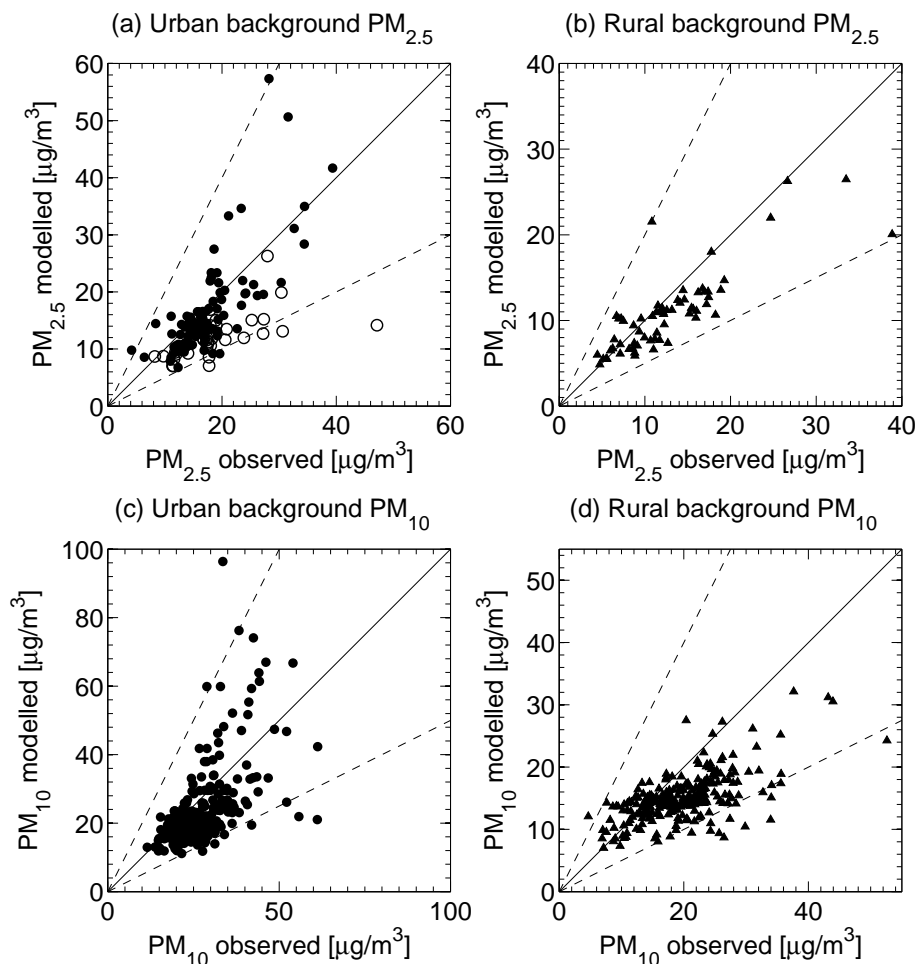 (a) Urban background PM2.5
60
50
40
30
20
10
0
0 20 40 60
PM2.5 modelled [μg/m3]
PM2.5 observed [μg/m3]
(b) Rural background PM2.5
40
30
20
10
0
0 10 20 30 40
PM2.5 modelled [μg/m3]
PM2.5 observed [μg/m3]
(c) Urban background PM10
100
80
60
40
20
0
0 50 100
PM10 modelled [μg/m3]
PM10 observed [μg/m3]
(d) Rural background PM10
50
40
30
20
10
0
0 20 40
PM10 modelled [μg/m3]
PM10 observed [μg/m3]